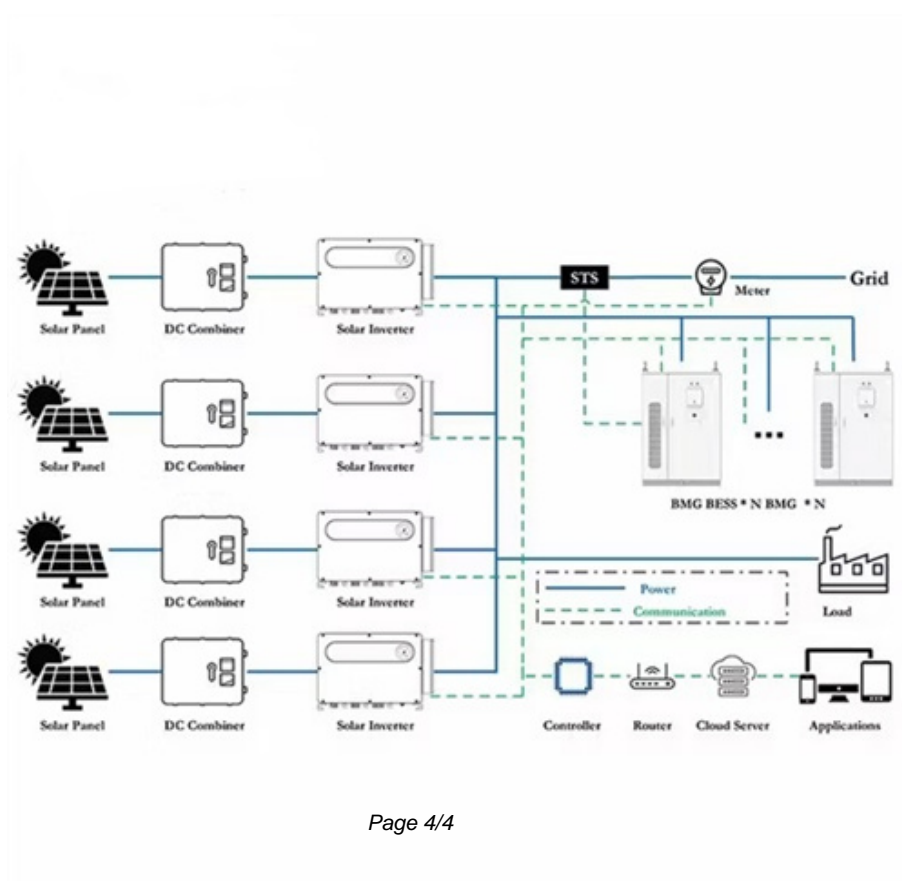 STS
Meter
Grid
Solar Panel
DC Combiner
Solar Inverter
Solar Panel
DC Combiner
Solar Inverter
BMG BESS * N BMG * N
Solar Panel
DC Combiner
Solar Inverter
Power
Communication
Load
Solar Panel
DC Combiner
Solar Inverter
Controller
Router
Cloud Server
Applications
Page 4/4